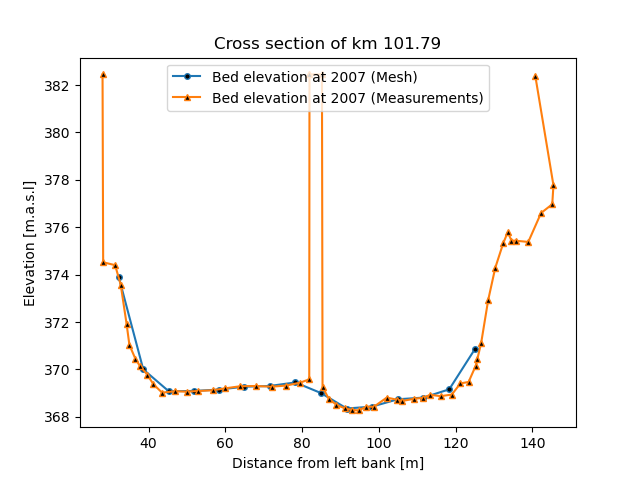 Cross section of km 101.79
Bed elevation at 2007 (Mesh)
Bed elevation at 2007 (Measurements)
Elevation [m.a.s.l]
382
380
378
376
374
372
370
368
40 60 80 100 120 140
Distance from left bank [m]